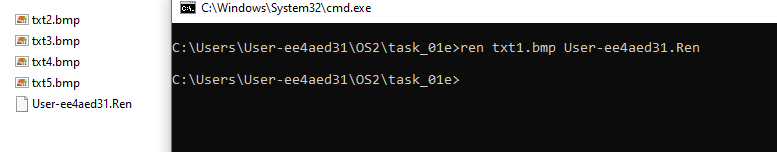 txt2.bmp
txt3.bmp
txt4.bmp
txt5.bmp
User-ee4aed31.Ren
C:\Windows\System32\cmd.exe
C:\Users\User-ee4aed31\OS2\task_01e>ren txt1.bmp User-ee4aed31.Ren
C:\Users\User-ee4aed31\OS2\task_01e>